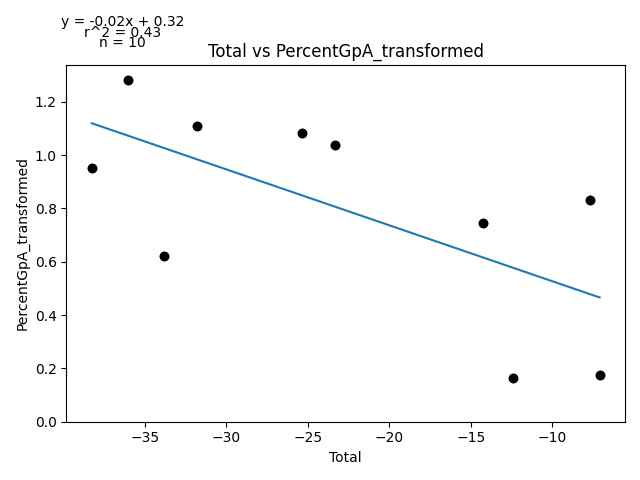 y = -0.02x + 0.32
r^2 = 0.43
n = 10
Total vs PercentGpA_transformed
PercentGpA_transformed
1.2
1.0
0.8
0.6
0.4
0.2
0.0
−35 −30 −25 −20 −15 −10
Total